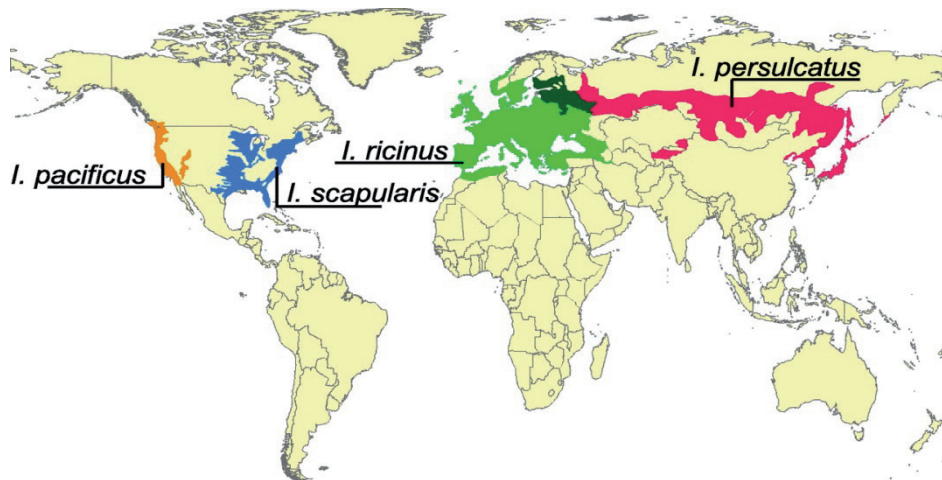 I. persulcatus
I. ricinus
I. pacificus
I. scapularis